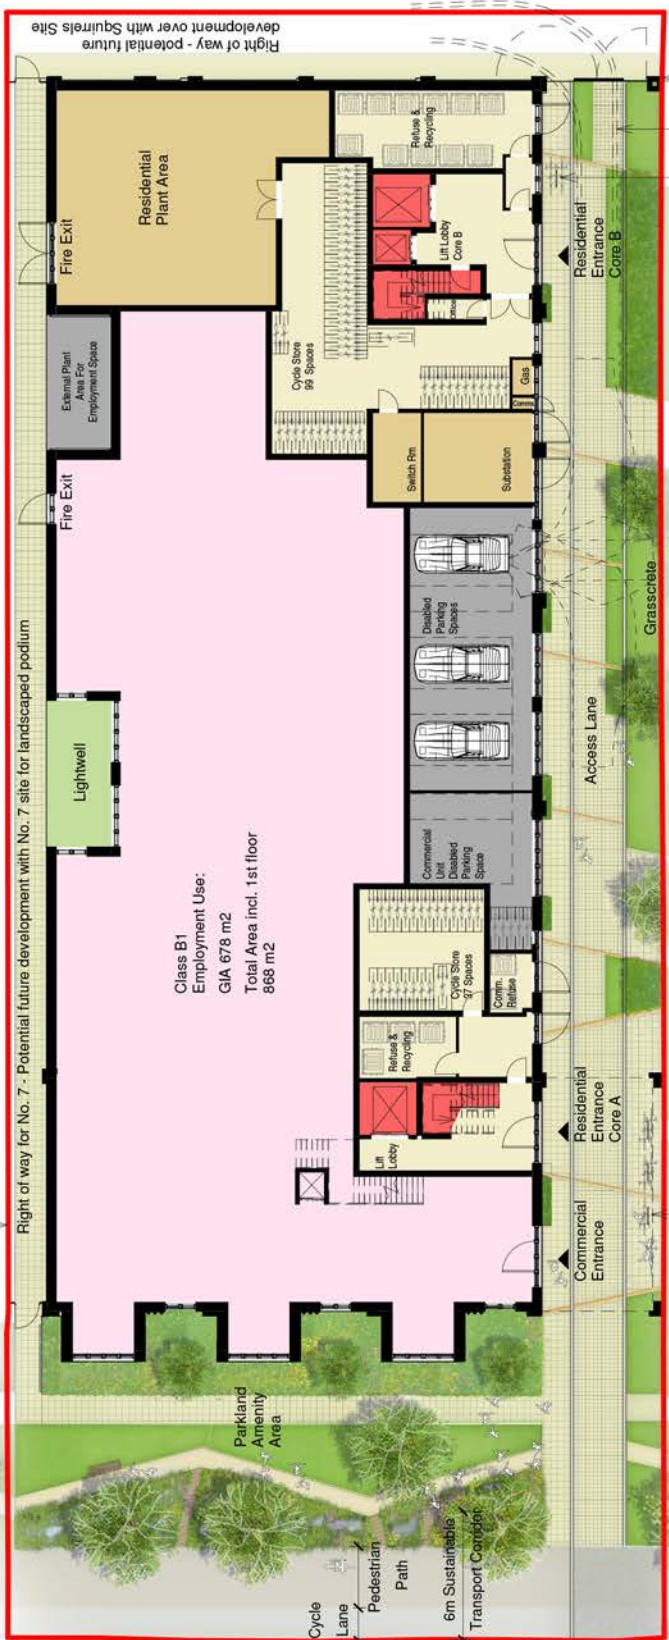 Right of way - potential future
development over with Squirrels Site
Right of way for No. 7 - Potential future development with No. 7 site for landscaped podium
Residential
Plant Area
Fire Exit
External Plant
Area For
Employment Space
Fire Exit
Lightwell
Refuse &
Recycling
Lift Lobby
Core B
Office
Cycle Store
99 Spaces
Gas
Comms
Switch Rm
Substation
Disabled
Parking
Spaces
Commercial
Unit
Disabled
Parking
Space
Class B1
Employment Use:
GIA 678 m2
Total Area incl. 1st floor
868 m2
Cycle Store
97 Spaces
Comm.
Refuse
Refuse &
Recycling
Lift
Lobby
Residential
Entrance
Core B
Grasscrete
Access Lane
Residential
Entrance
Core A
Commercial
Entrance
Parkland
Amenity
Area
Cycle
Lane
Pedestrian
Path
6m Sustainable
Transport Corridor